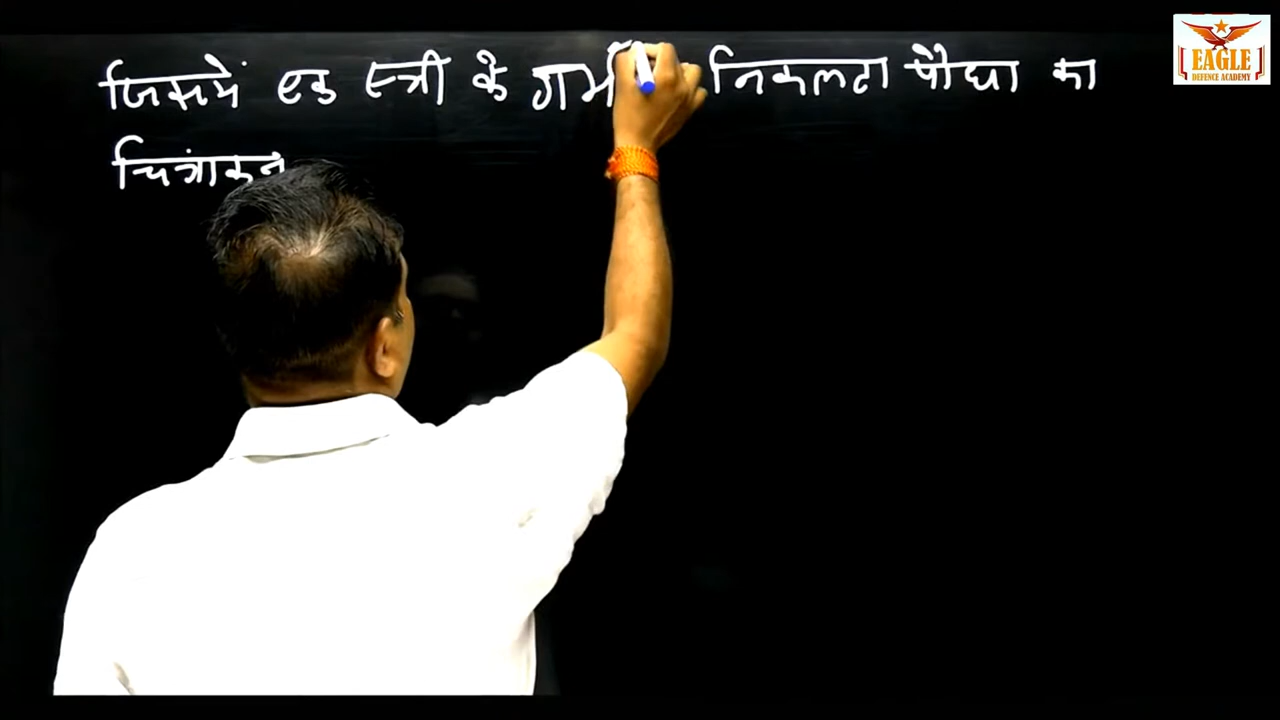 जिसमें एक स्त्री के गर्भ निकलता पौधा का
चित्रांकन
EAGLE
DEFENCE ACADEMY